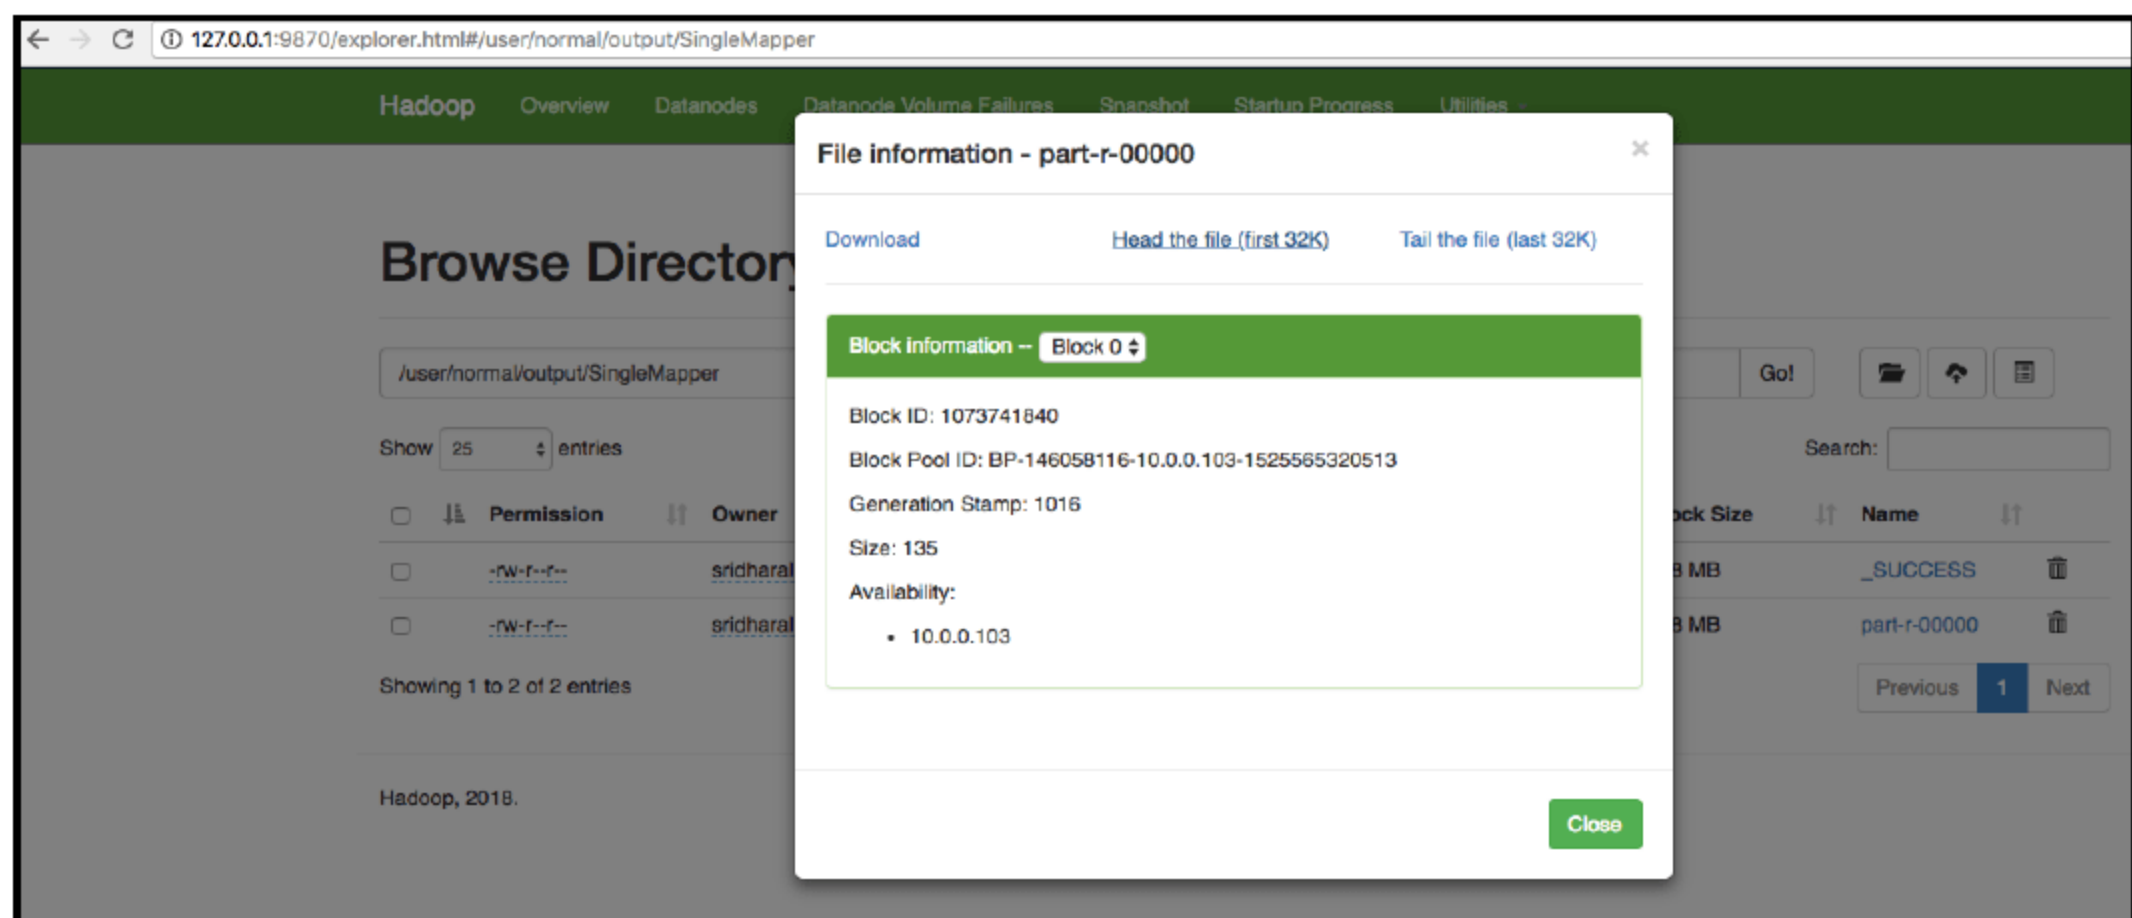 127.0.0.1:9870/explorer.html#/user/normal/output/SingleMapper
Hadoop Overview Datanodes Datanode Volume Failures Snapshot Startup Progress Utilities
File information - part-r-00000 ×
Download Head the file (first 32K) Tail the file (last 32K)
Browse Directory
Block information -- Block 0
/user/normal/output/SingleMapper Go!
Block ID: 1073741840
Show 25 entries Search:
Block Pool ID: BP-146058116-10.0.0.103-1525565320513
Generation Stamp: 1016
Permission Owner ock Size Name
Size: 135
-rw-r--r-- sridharal 8 MB _SUCCESS
Availability:
-rw-r--r-- sridharal 8 MB part-r-00000
• 10.0.0.103
Showing 1 to 2 of 2 entries Previous 1 Next
Hadoop, 2018.
Close